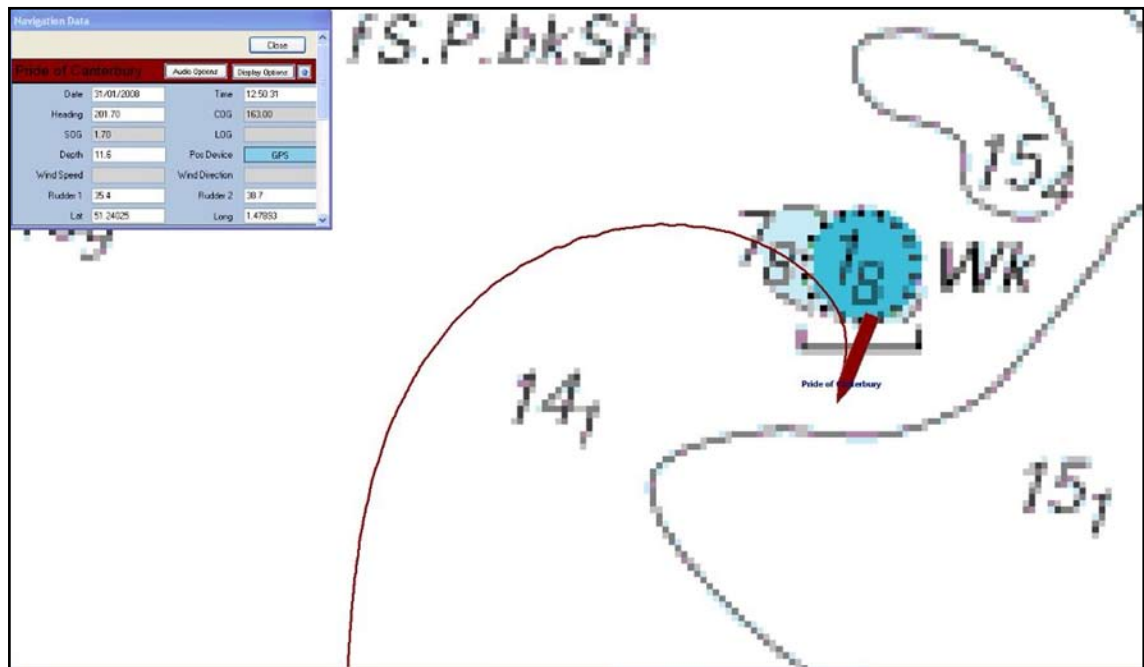 Navigation Data
Close
Pride of Canterbury Audio Options Display Options
Date 31/01/2008 Time 12:50:31
Heading 201.70 COG 163.00
SOG 1.70 LOG
Depth 11.6 Pos Device GPS
Wind Speed Wind Direction
Rudder 1 35.4 Rudder 2 38.7
Lat 51.24025 Long 1.47893
fS.P.bkSh
15
7 8 1 8 Wk
Pride of Canterbury
14 1
15 1